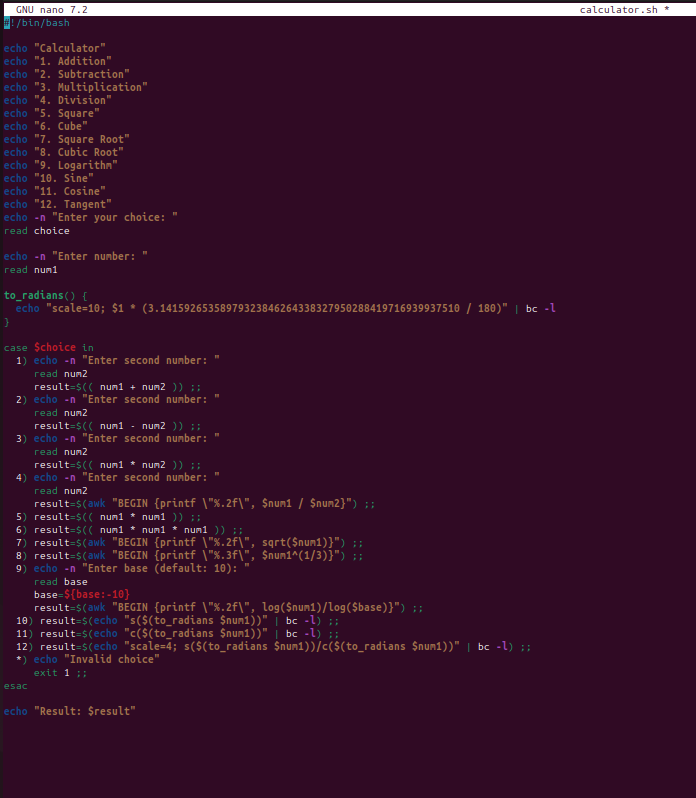 GNU nano 7.2 calculator.sh *
#!/bin/bash
echo "Calculator"
echo "1. Addition"
echo "2. Subtraction"
echo "3. Multiplication"
echo "4. Division"
echo "5. Square"
echo "6. Cube"
echo "7. Square Root"
echo "8. Cubic Root"
echo "9. Logarithm"
echo "10. Sine"
echo "11. Cosine"
echo "12. Tangent"
echo -n "Enter your choice: "
read choice
echo -n "Enter number: "
read num1
to_radians() {
  echo "scale=10; $1 * (3.14159265358979323846264338327950288419716939937510 / 180)" | bc -l
}
case $choice in
  1) echo -n "Enter second number: "
     read num2
     result=$(( num1 + num2 )) ;;
  2) echo -n "Enter second number: "
     read num2
     result=$(( num1 - num2 )) ;;
  3) echo -n "Enter second number: "
     read num2
     result=$(( num1 * num2 )) ;;
  4) echo -n "Enter second number: "
     read num2
     result=$(awk "BEGIN {printf \"%.2f\", $num1 / $num2}") ;;
  5) result=$(( num1 * num1 )) ;;
  6) result=$(( num1 * num1 * num1 )) ;;
  7) result=$(awk "BEGIN {printf \"%.2f\", sqrt($num1)}") ;;
  8) result=$(awk "BEGIN {printf \"%.3f\", $num1^(1/3)}") ;;
  9) echo -n "Enter base (default: 10): "
     read base
     base=${base:-10}
     result=$(awk "BEGIN {printf \"%.2f\", log($num1)/log($base)}") ;;
  10) result=$(echo "s($(to_radians $num1))" | bc -l) ;;
  11) result=$(echo "c($(to_radians $num1))" | bc -l) ;;
  12) result=$(echo "scale=4; s($(to_radians $num1))/c($(to_radians $num1))" | bc -l) ;;
  *) echo "Invalid choice"
     exit 1 ;;
esac
echo "Result: $result"